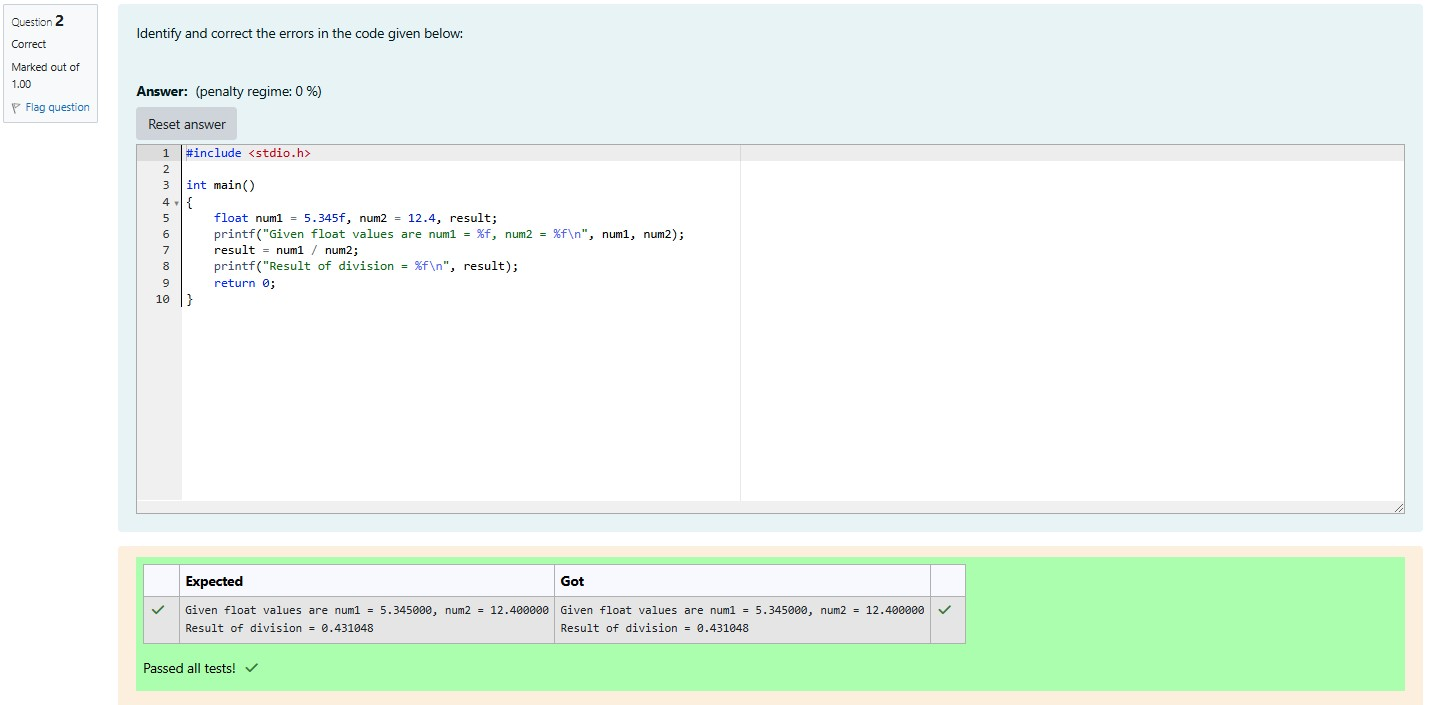 Question 2
Correct
Marked out of
1.00
Flag question
Identify and correct the errors in the code given below:
Answer: (penalty regime: 0 %)
Reset answer
1 #include <stdio.h>
2
3 int main()
4 {
5 float num1 = 5.345f, num2 = 12.4, result;
6 printf("Given float values are num1 = %f, num2 = %f\n", num1, num2);
7 result = num1 / num2;
8 printf("Result of division = %f\n", result);
9 return 0;
10 }
Expected Got
Given float values are num1 = 5.345000, num2 = 12.400000 Given float values are num1 = 5.345000, num2 = 12.400000
Result of division = 0.431048 Result of division = 0.431048
Passed all tests!